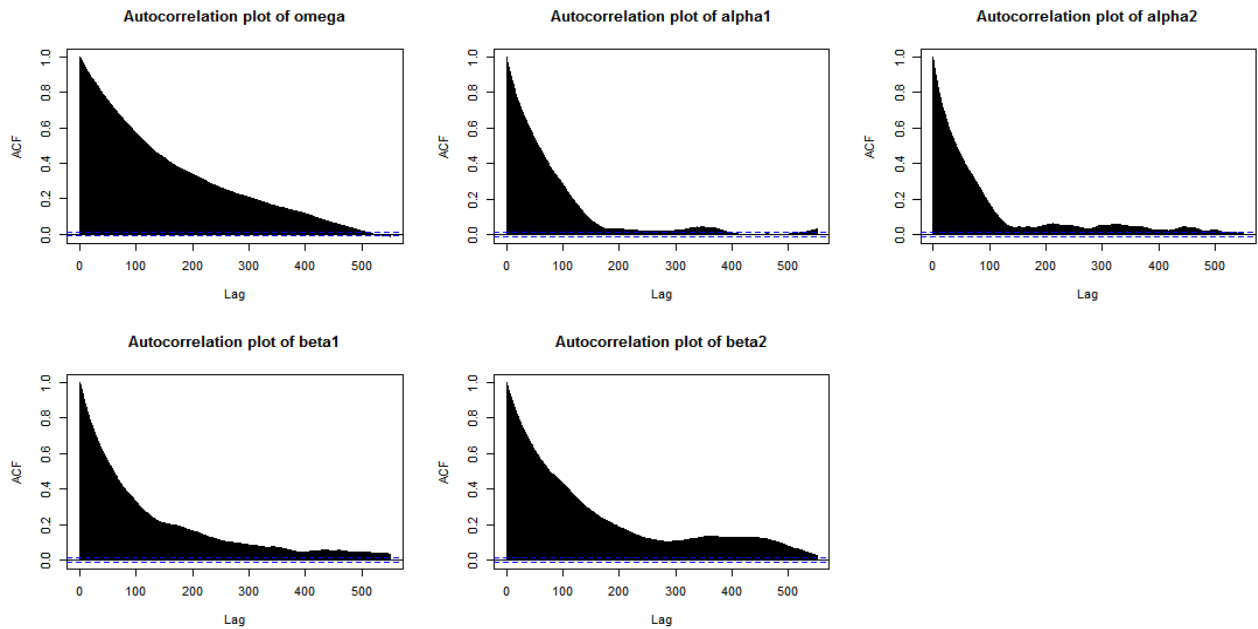 Autocorrelation plot of omega
ACF
0.0 0.2 0.4 0.6 0.8 1.0
0 100 200 300 400 500
Lag
Autocorrelation plot of alpha1
ACF
0.0 0.2 0.4 0.6 0.8 1.0
0 100 200 300 400 500
Lag
Autocorrelation plot of alpha2
ACF
0.0 0.2 0.4 0.6 0.8 1.0
0 100 200 300 400 500
Lag
Autocorrelation plot of beta1
ACF
0.0 0.2 0.4 0.6 0.8 1.0
0 100 200 300 400 500
Lag
Autocorrelation plot of beta2
ACF
0.0 0.2 0.4 0.6 0.8 1.0
0 100 200 300 400 500
Lag